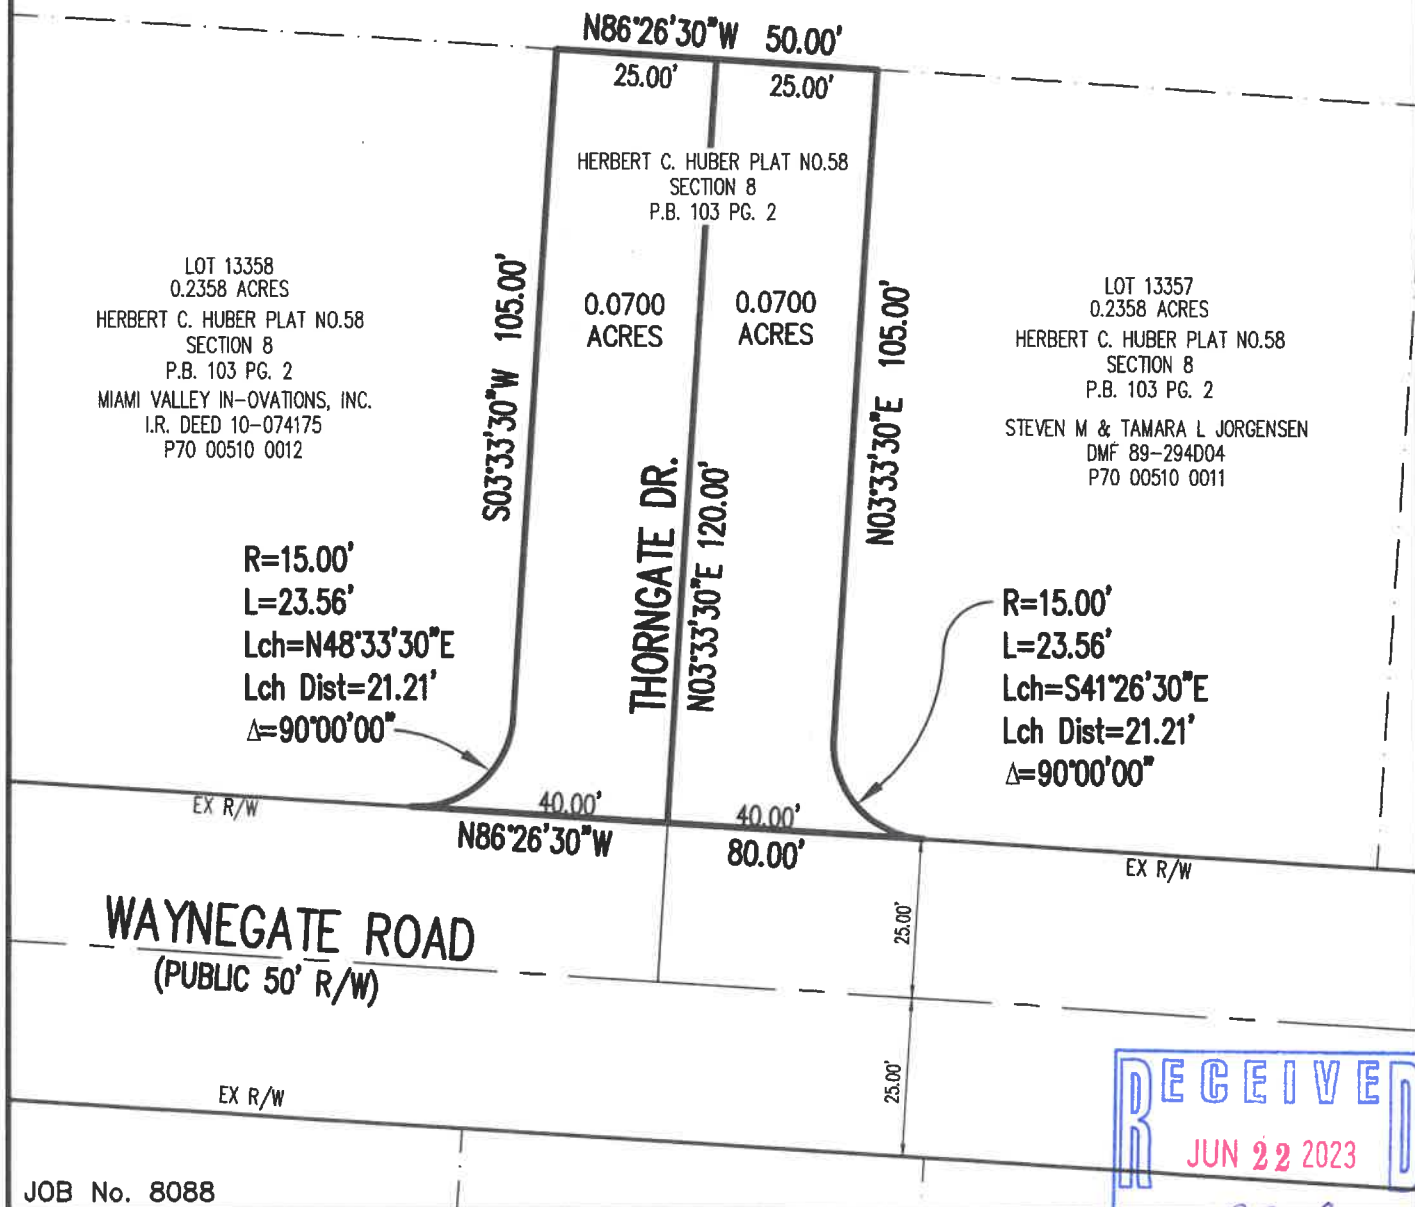 N86°26'30"W 50.00'
25.00' 25.00'
HERBERT C. HUBER PLAT NO.58
SECTION 8
P.B. 103 PG. 2
LOT 13358
0.2358 ACRES
HERBERT C. HUBER PLAT NO.58
SECTION 8
P.B. 103 PG. 2
MIAMI VALLEY IN-OVATIONS, INC.
I.R. DEED 10-074175
P70 00510 0012
S03°33'30"W 105.00'
0.0700
ACRES
0.0700
ACRES
N03°33'30"E 105.00'
LOT 13357
0.2358 ACRES
HERBERT C. HUBER PLAT NO.58
SECTION 8
P.B. 103 PG. 2
STEVEN M & TAMARA L JORGENSEN
DMF 89-294D04
P70 00510 0011
THORNGATE DR.
N03°33'30"E 120.00'
R=15.00'
L=23.56'
Lch=N48°33'30"E
Lch Dist=21.21'
Δ=90°00'00"
R=15.00'
L=23.56'
Lch=S41°26'30"E
Lch Dist=21.21'
Δ=90°00'00"
EX R/W
40.00' 40.00'
N86°26'30"W 80.00'
EX R/W
WAYNEGATE ROAD
(PUBLIC 50' R/W)
25.00'
25.00'
EX R/W
RECEIVED
JUN 22 2023
JOB No. 8088